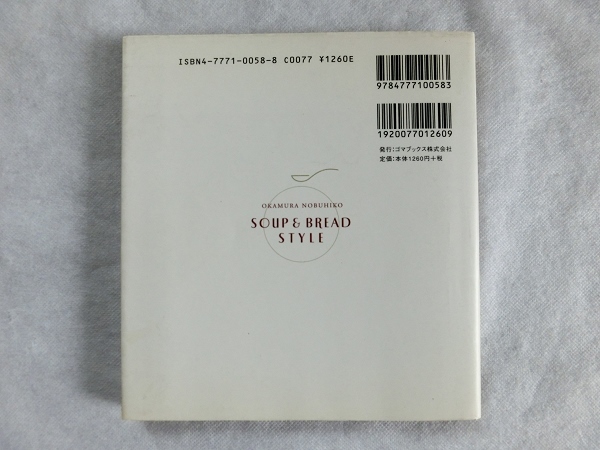 ISBN4-7771-0058-8 C0077 ¥1260E
9784777100583
1920077012609
発行:ゴマブックス株式会社
定価:本体1260円+税
OKAMURA NOBUHIKO
SOUP & BREAD
STYLE